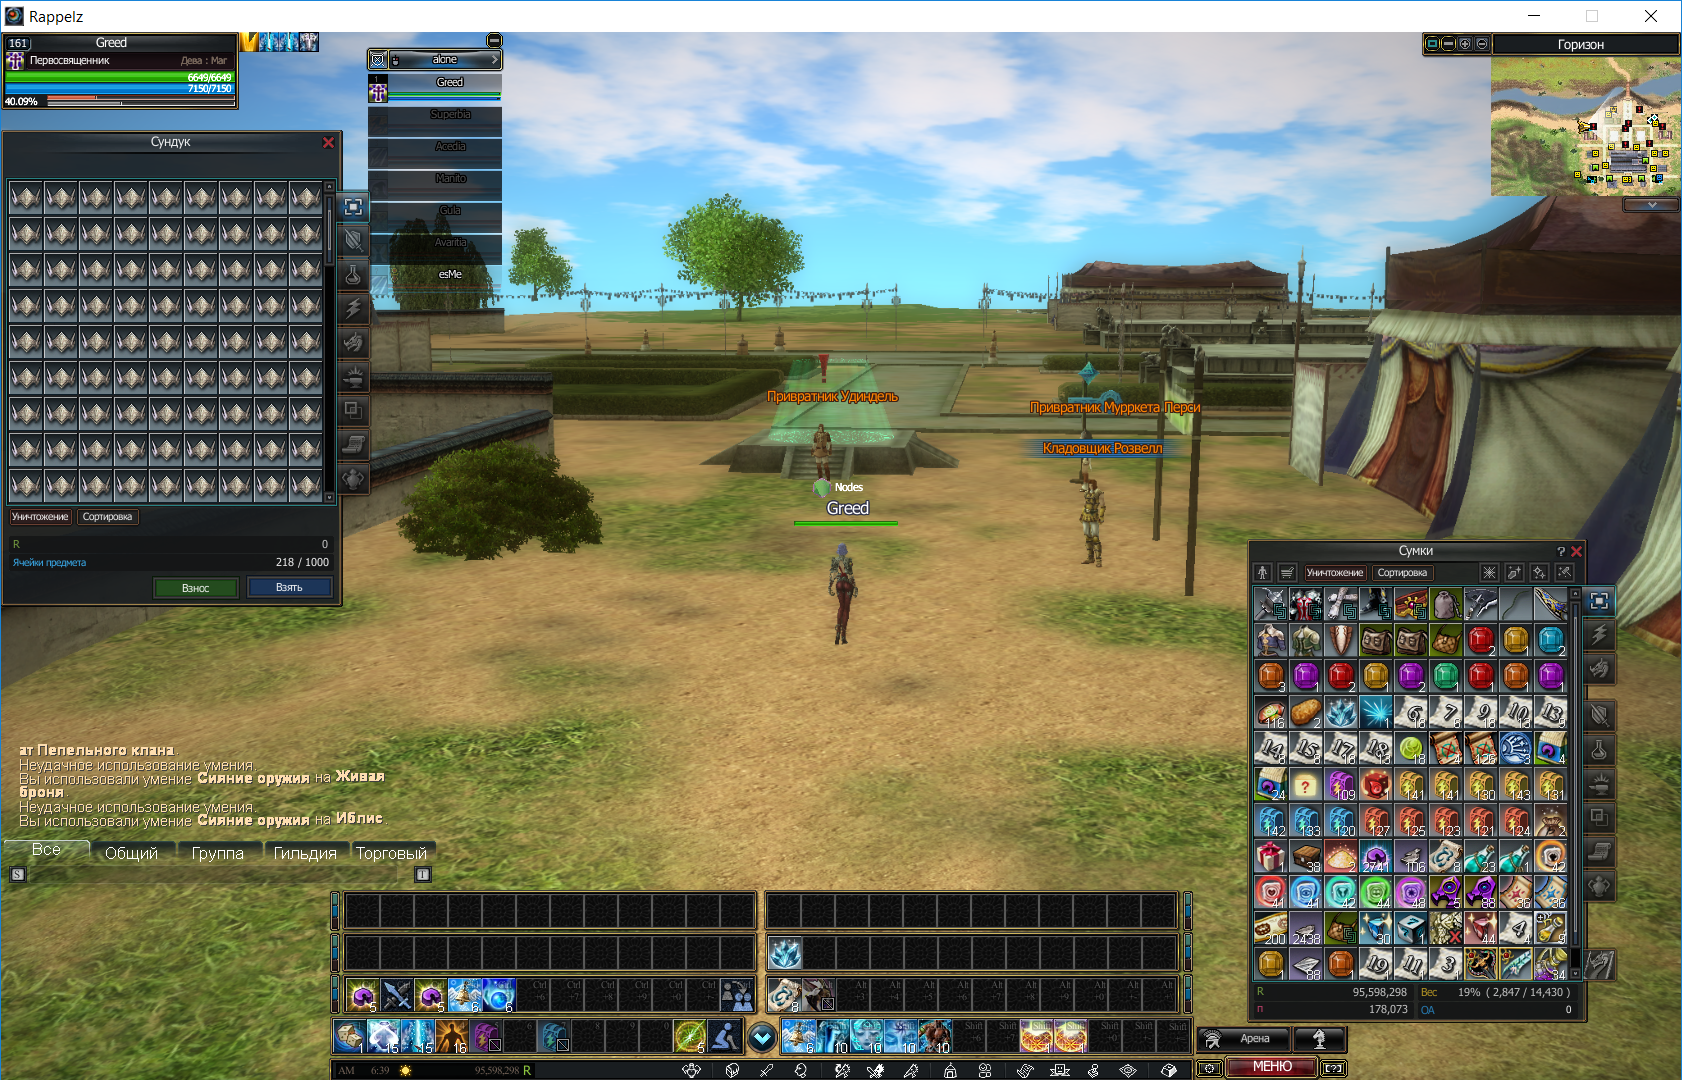 Rappelz
161
Greed
Первосвященник
Дева : Маг
6649/6649
7150/7150
40.09%
alone
1
Greed
Superbia
Acedia
Manito
Gula
Avaritia
esMe
Горизон
Сундук
Уничтожение
Сортировка
R
0
Ячейки предмета
218 / 1000
Взнос
Взять
Привратник Удиндель
Привратник Мурркета Перси
Кладовщик Розвелл
Nodes
Greed
Сумки
?
Уничтожение
Сортировка
R
95,598,298
Вес
19% ( 2,847 / 14,430 )
П
178,073
ОА
0
ат Пепельного клана.
Неудачное использование умения.
Вы использовали умение Сияние оружия на Живая
броня.
Неудачное использование умения.
Вы использовали умение Сияние оружия на Иблис.
Все
Общий
Группа
Гильдия
Торговый
S
T
AM
6:39
95,598,298 R
Арена
МЕНЮ
[?]